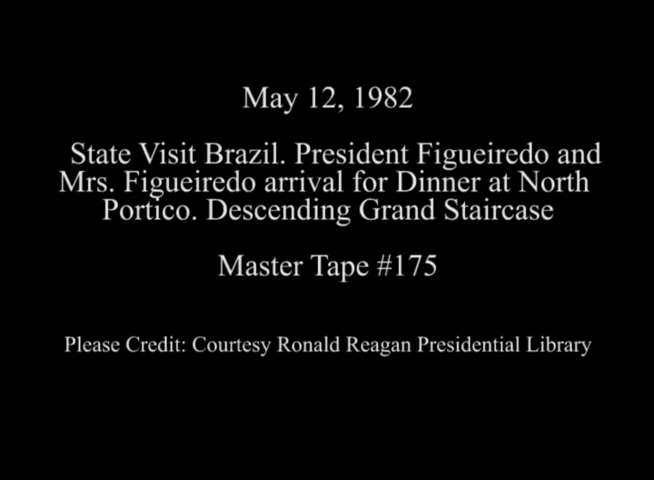 May 12, 1982
State Visit Brazil. President Figueiredo and
Mrs. Figueiredo arrival for Dinner at North
Portico. Descending Grand Staircase
Master Tape #175
Please Credit: Courtesy Ronald Reagan Presidential Library